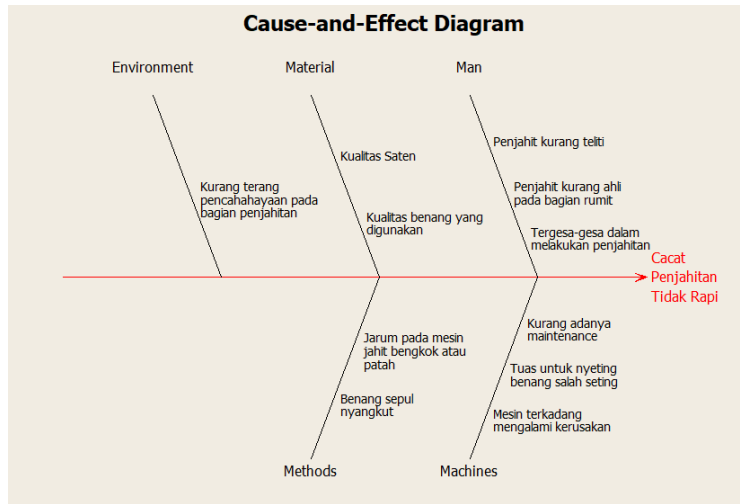 Cause-and-Effect Diagram
Environment
Material
Man
Kurang terang
pencahahayaan pada
bagian penjahitan
Kualitas Saten
Kualitas benang yang
digunakan
Penjahit kurang teliti
Penjahit kurang ahli
pada bagian rumit
Tergesa-gesa dalam
melakukan penjahitan
Cacat
Penjahitan
Tidak Rapi
Jarum pada mesin
jahit bengkok atau
patah
Benang sepul
nyangkut
Kurang adanya
maintenance
Tuas untuk nyeting
benang salah seting
Mesin terkadang
mengalami kerusakan
Methods
Machines